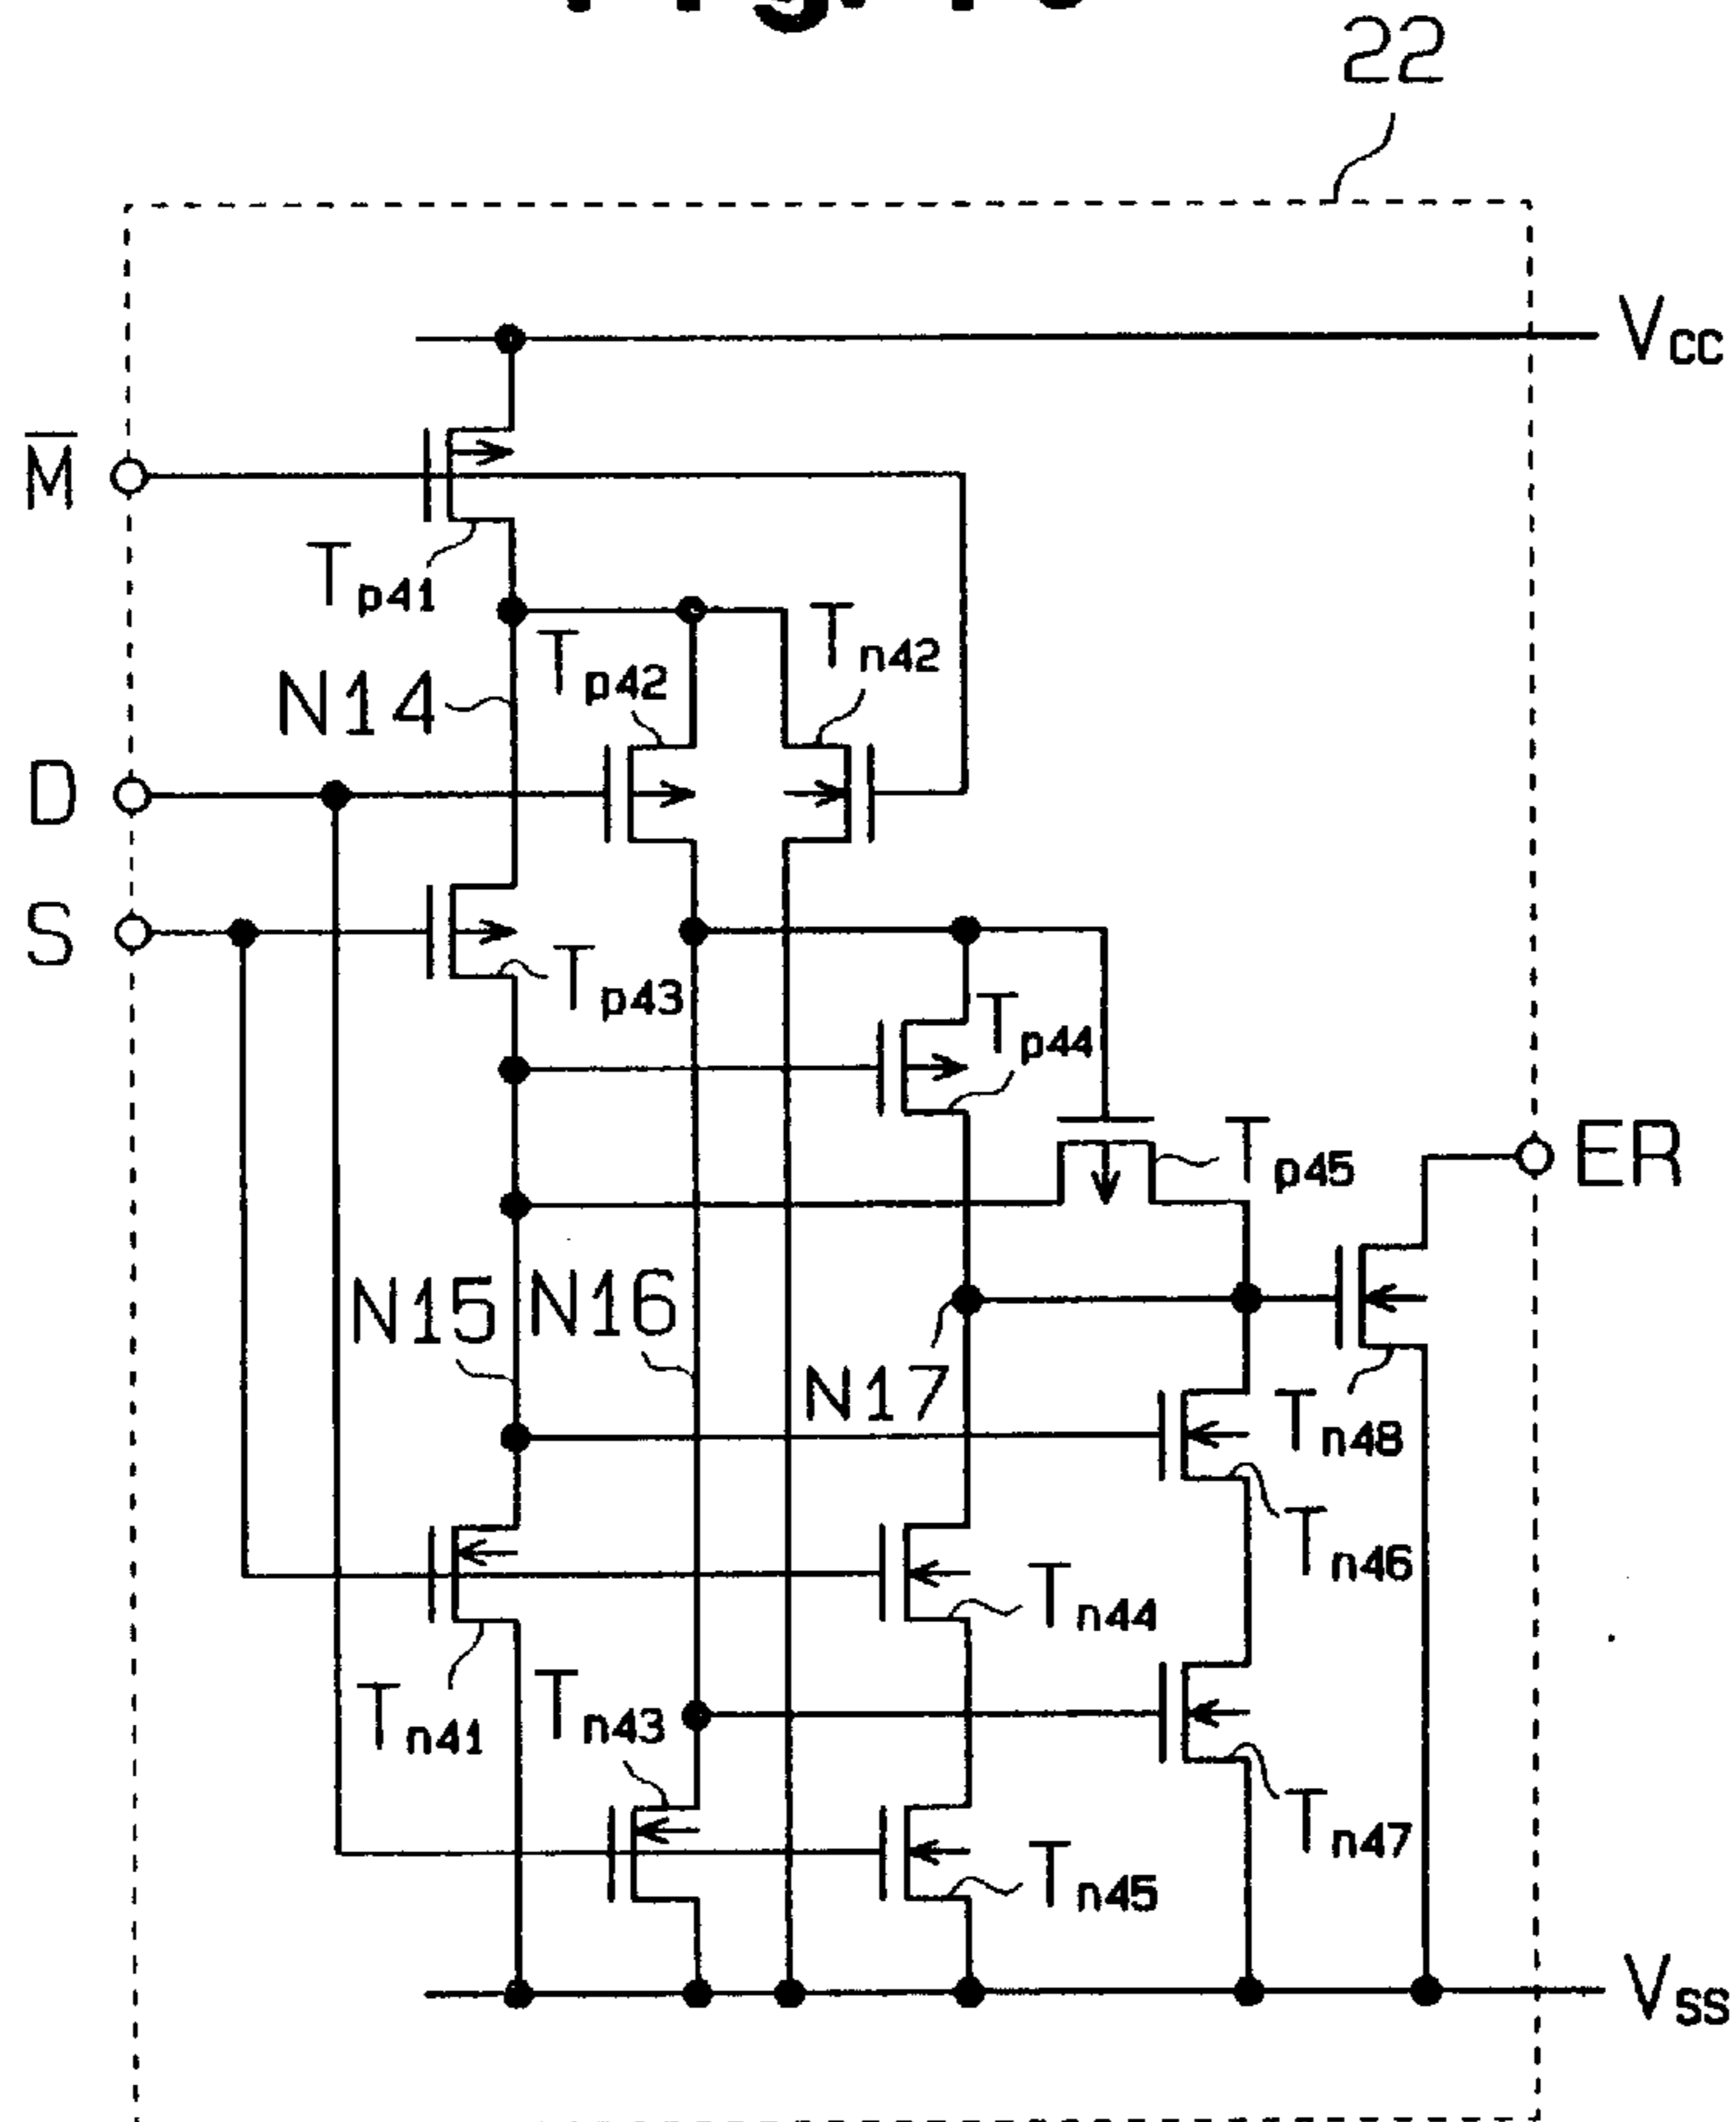 22
Vcc
M̅
Tp41
Tp42
Tn42
N14
D
S
Tp43
Tp44
Tp45
ER
N15
N16
N17
Tn48
Tn46
Tn44
Tn41
Tn43
Tn47
Tn45
Vss